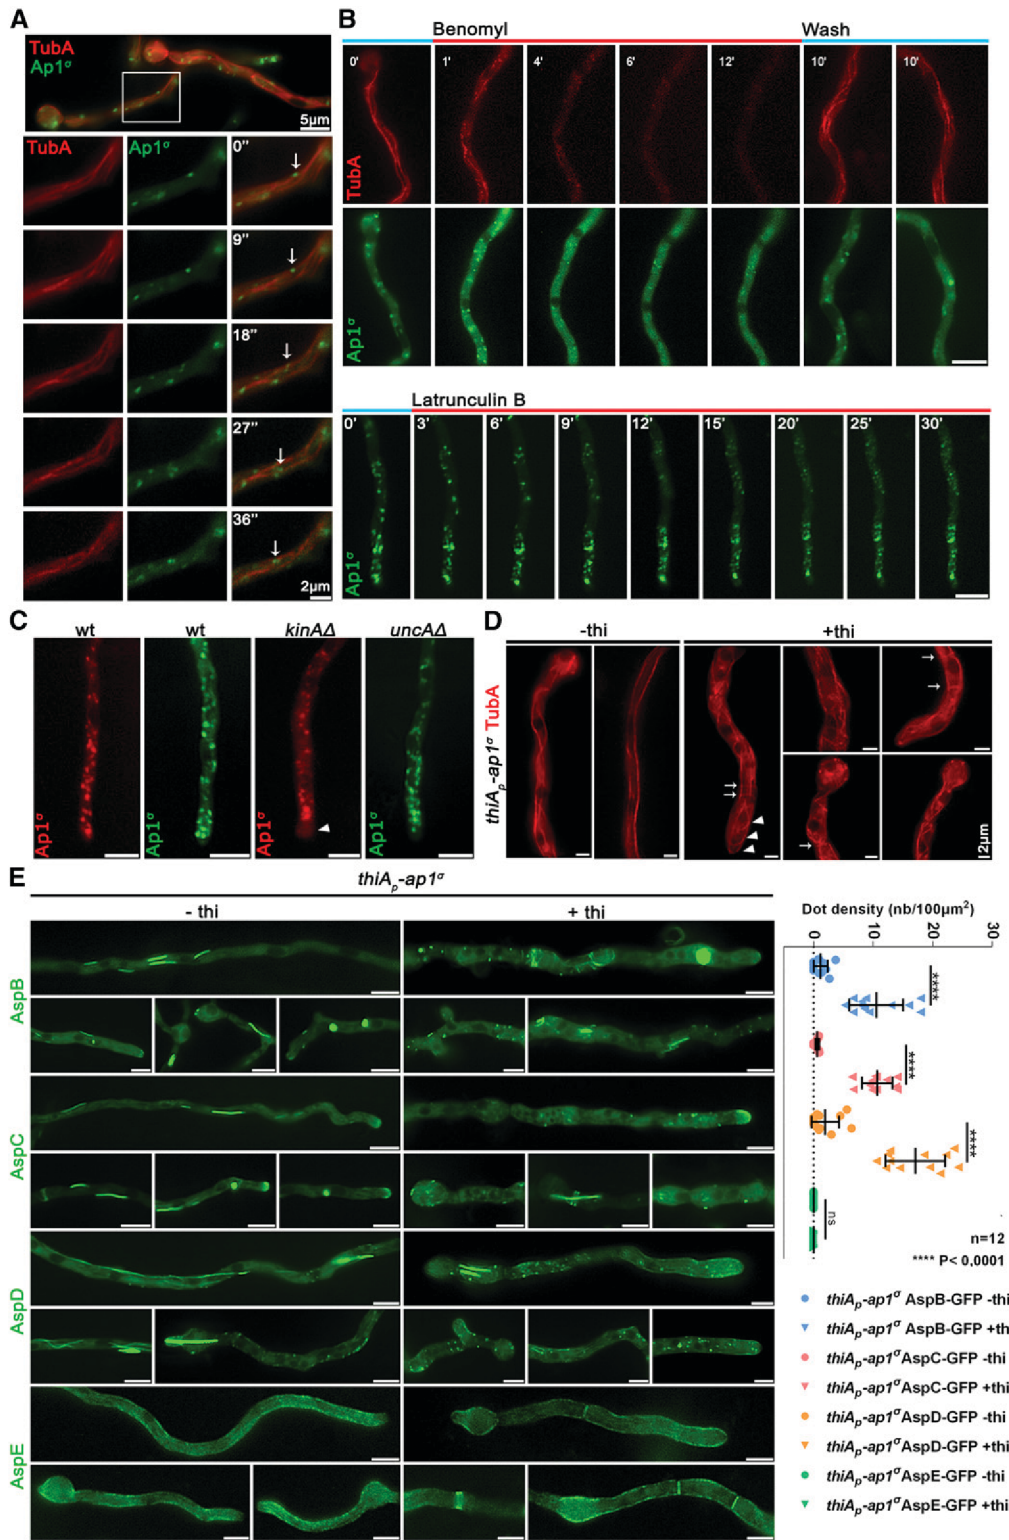 A
TubA
Ap1σ
5μm
TubA
Ap1σ
0"
9"
18"
27"
36"
2μm
B
Benomyl
Wash
0'
1'
4'
6'
12'
10'
10'
TubA
Ap1σ
Latrunculin B
0'
3'
6'
9'
12'
15'
20'
25'
30'
Ap1σ
C
wt
wt
kinAΔ
uncAΔ
Ap1σ
Ap1σ
Ap1σ
Ap1σ
D
-thi
+thi
thiAp-ap1σ TubA
2μm
E
thiAp-ap1σ
- thi
+ thi
AspB
AspC
AspD
AspE
Dot density (nb/100μm²)
0
10
20
30
****
****
****
ns
n=12
**** P< 0,0001
thiAp-ap1σ AspB-GFP -thi
thiAp-ap1σ AspB-GFP +thi
thiAp-ap1σ AspC-GFP -thi
thiAp-ap1σ AspC-GFP +thi
thiAp-ap1σ AspD-GFP -thi
thiAp-ap1σ AspD-GFP +thi
thiAp-ap1σ AspE-GFP -thi
thiAp-ap1σ AspE-GFP +thi